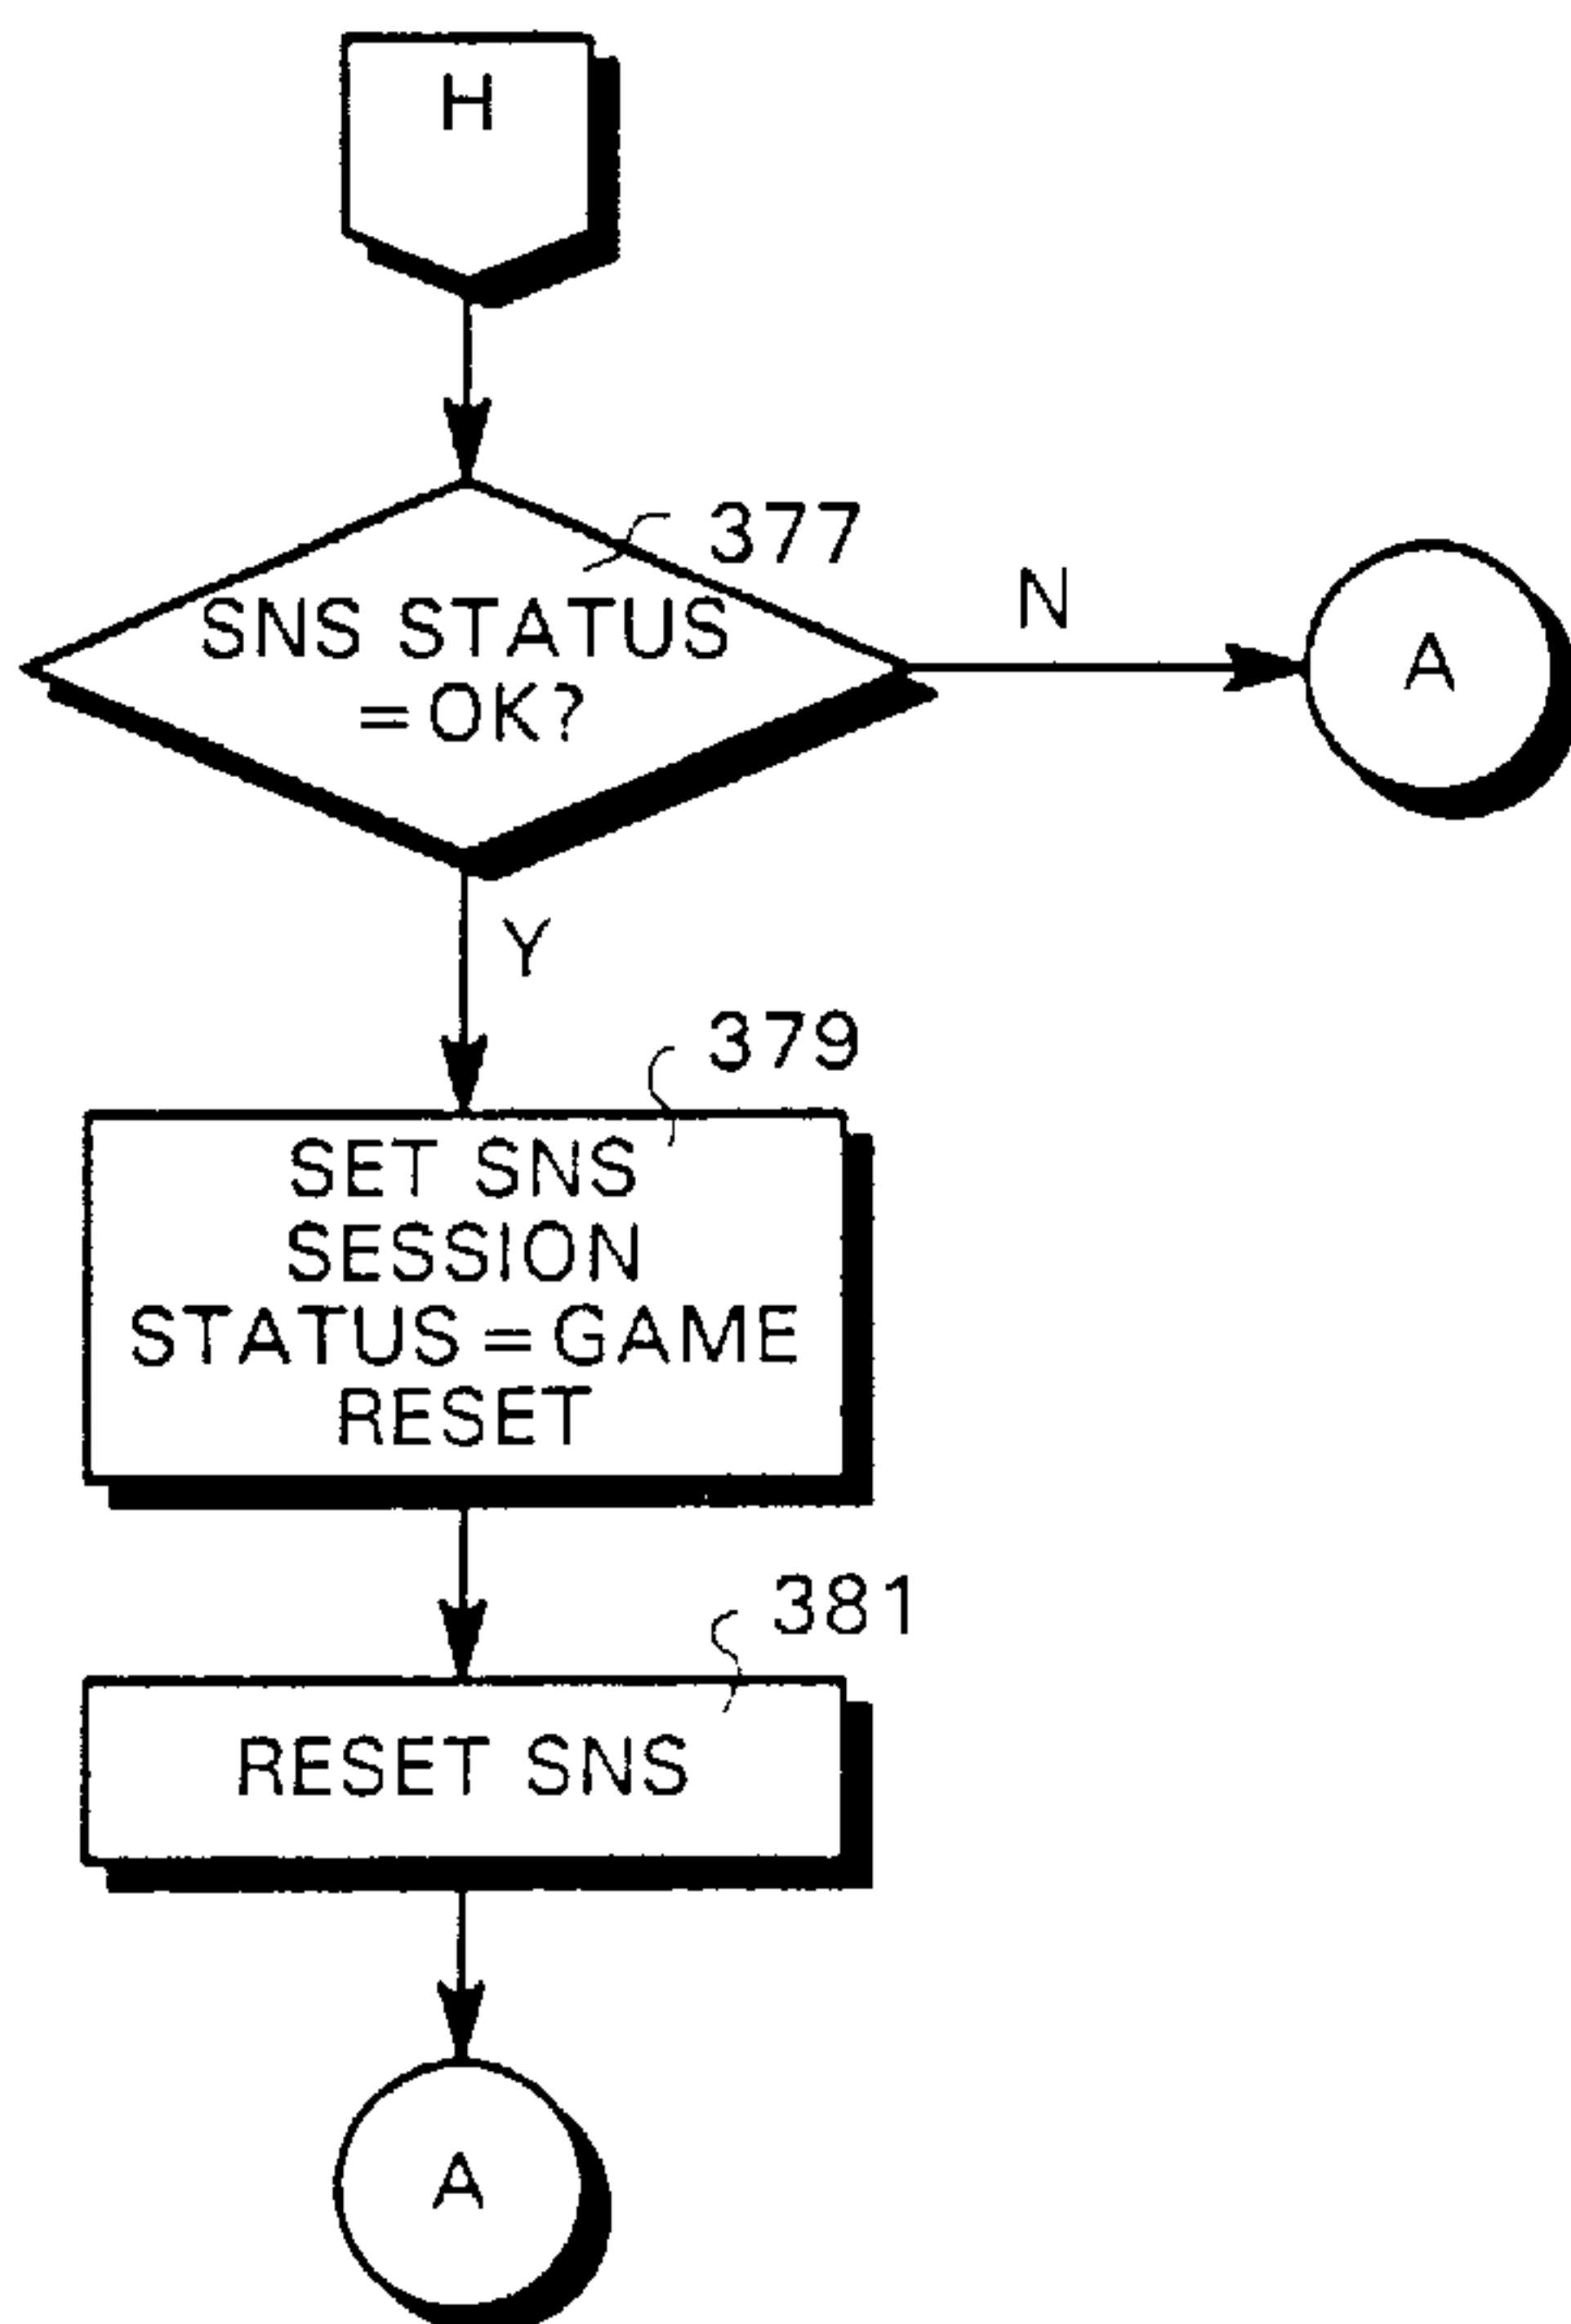 H
377
SNS STATUS
=OK?
N
A
Y
379
SET SNS
SESSION
STATUS=GAME
RESET
381
RESET SNS
A